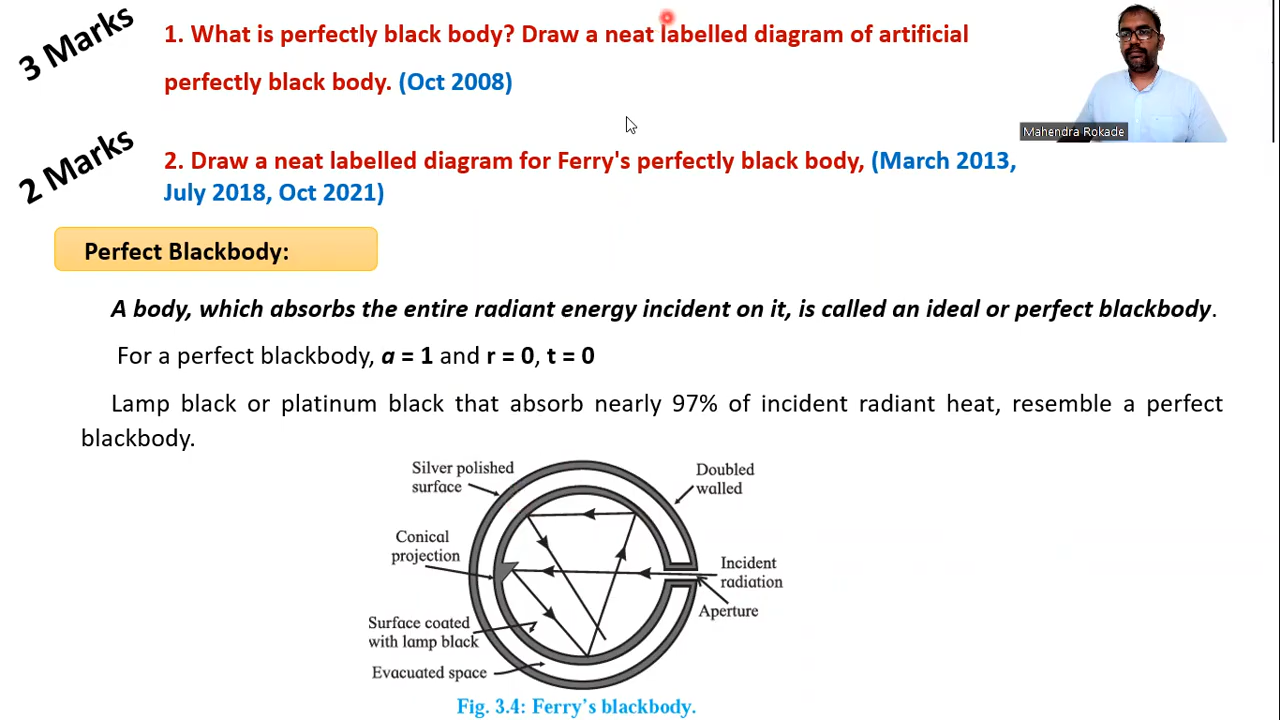 3 Marks
1. What is perfectly black body? Draw a neat labelled diagram of artificial
perfectly black body. (Oct 2008)
Mahendra Rokade
2 Marks
2. Draw a neat labelled diagram for Ferry's perfectly black body, (March 2013,
July 2018, Oct 2021)
Perfect Blackbody:
A body, which absorbs the entire radiant energy incident on it, is called an ideal or perfect blackbody.
For a perfect blackbody, a = 1 and r = 0, t = 0
Lamp black or platinum black that absorb nearly 97% of incident radiant heat, resemble a perfect
blackbody.
Silver polished
surface
Doubled
walled
Conical
projection
Incident
radiation
Aperture
Surface coated
with lamp black
Evacuated space
Fig. 3.4: Ferry's blackbody.